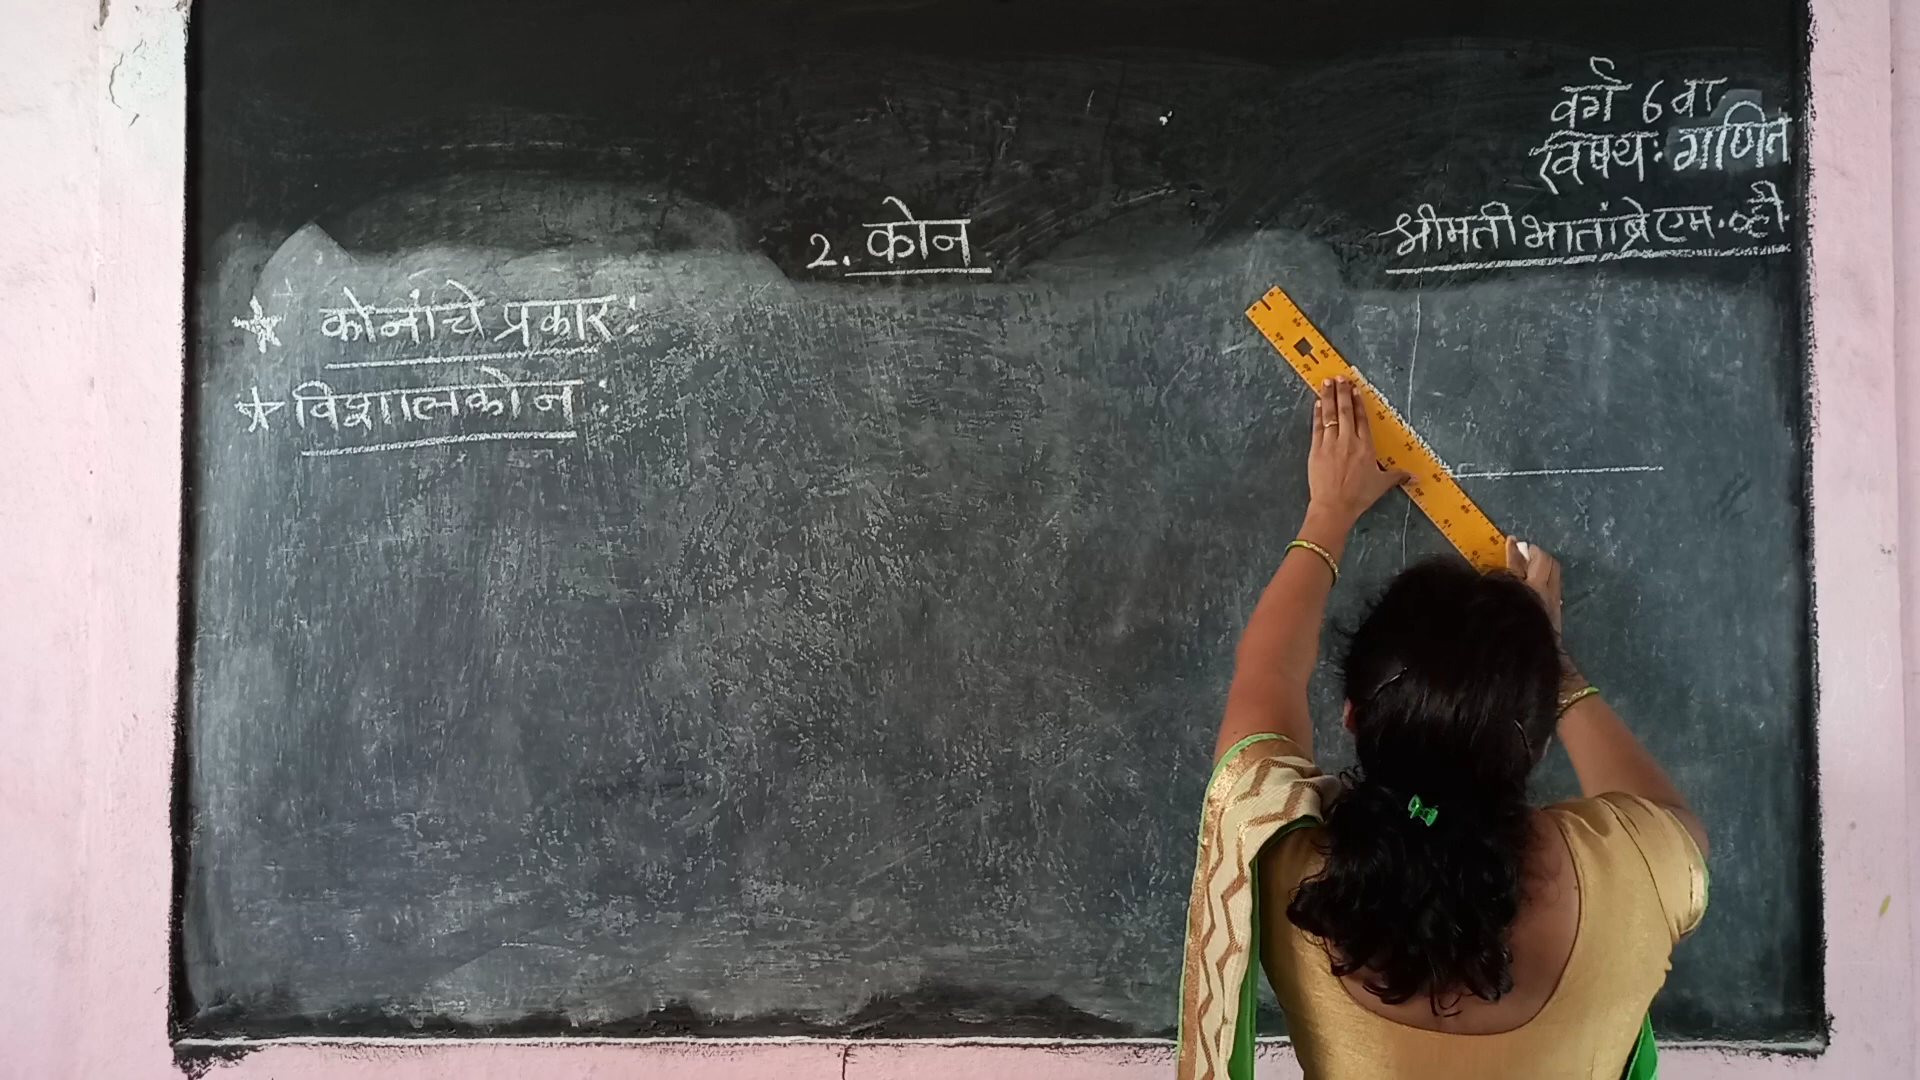 वर्ग 6 वा
विषय: गणित
श्रीमती भातांब्रे एम.व्ही.
2. कोन
☆ कोनांचे प्रकार:
☆ विशालकोन: